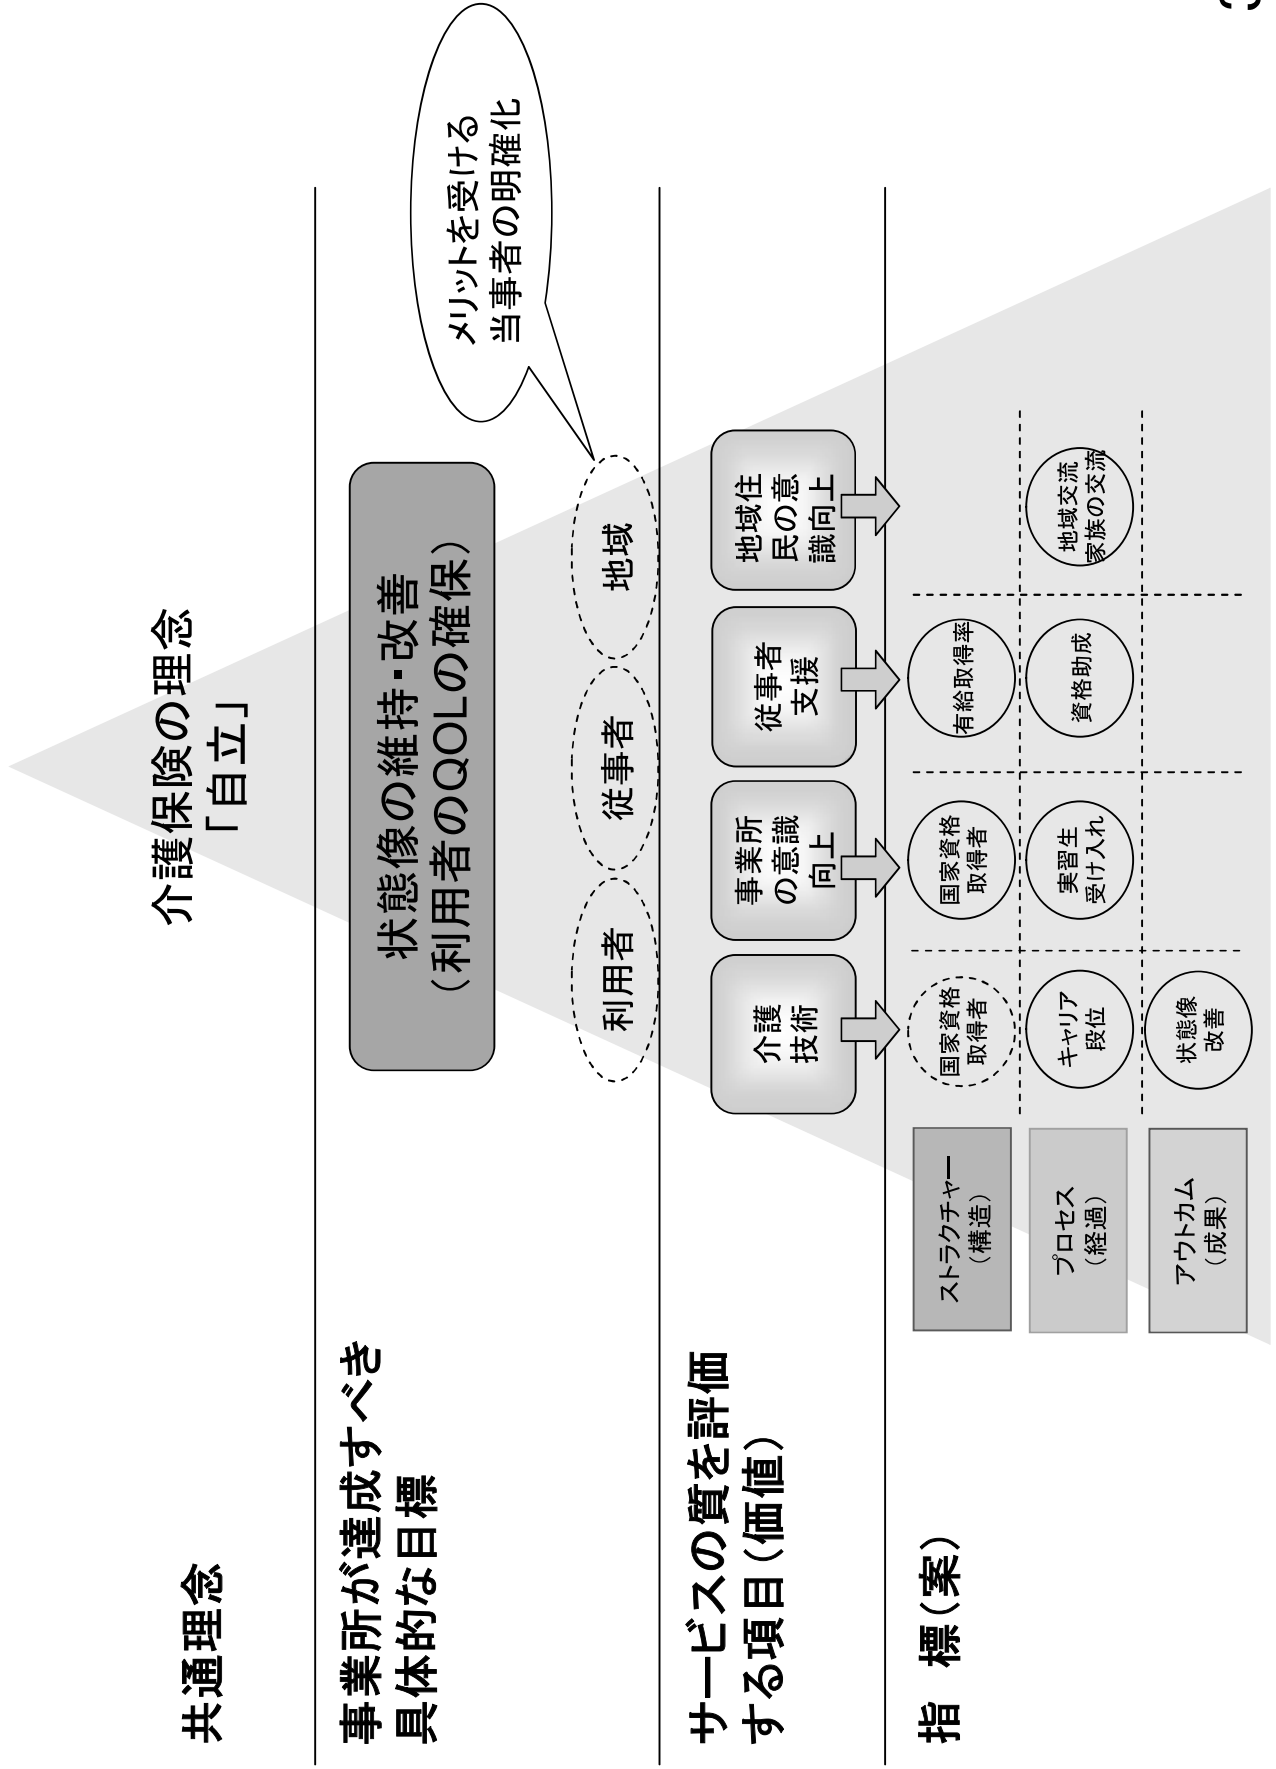 共通理念
介護保険の理念
「自立」
事業所が達成すべき
具体的な目標
状態像の維持・改善
（利用者のQOLの確保）
メリットを受ける
当事者の明確化
利用者
従事者
地域
サービスの質を評価
する項目（価値）
介護
技術
事業所
の意識
向上
従事者
支援
地域住
民の意
識向上
指　標（案）
ストラクチャー
（構造）
国家資格
取得者
国家資格
取得者
有給取得率
プロセス
（経過）
キャリア
段位
実習生
受け入れ
資格助成
地域交流
家族の交流
アウトカム
（成果）
状態像
改善